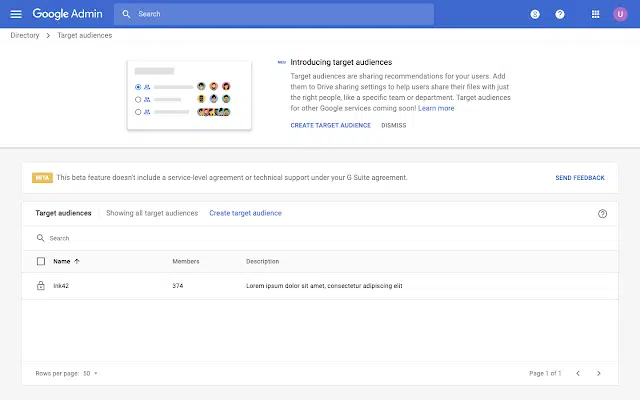 Google Admin
Search
U
Directory > Target audiences
NEW Introducing target audiences
Target audiences are sharing recommendations for your users. Add
them to Drive sharing settings to help users share their files with just
the right people, like a specific team or department. Target audiences
for other Google services coming soon! Learn more
CREATE TARGET AUDIENCE DISMISS
BETA This beta feature doesn't include a service-level agreement or technical support under your G Suite agreement. SEND FEEDBACK
Target audiences Showing all target audiences Create target audience
Search
Name Members Description
Ink42 374 Lorem ipsum dolor sit amet, consectetur adipiscing elit
Rows per page: 50 Page 1 of 1